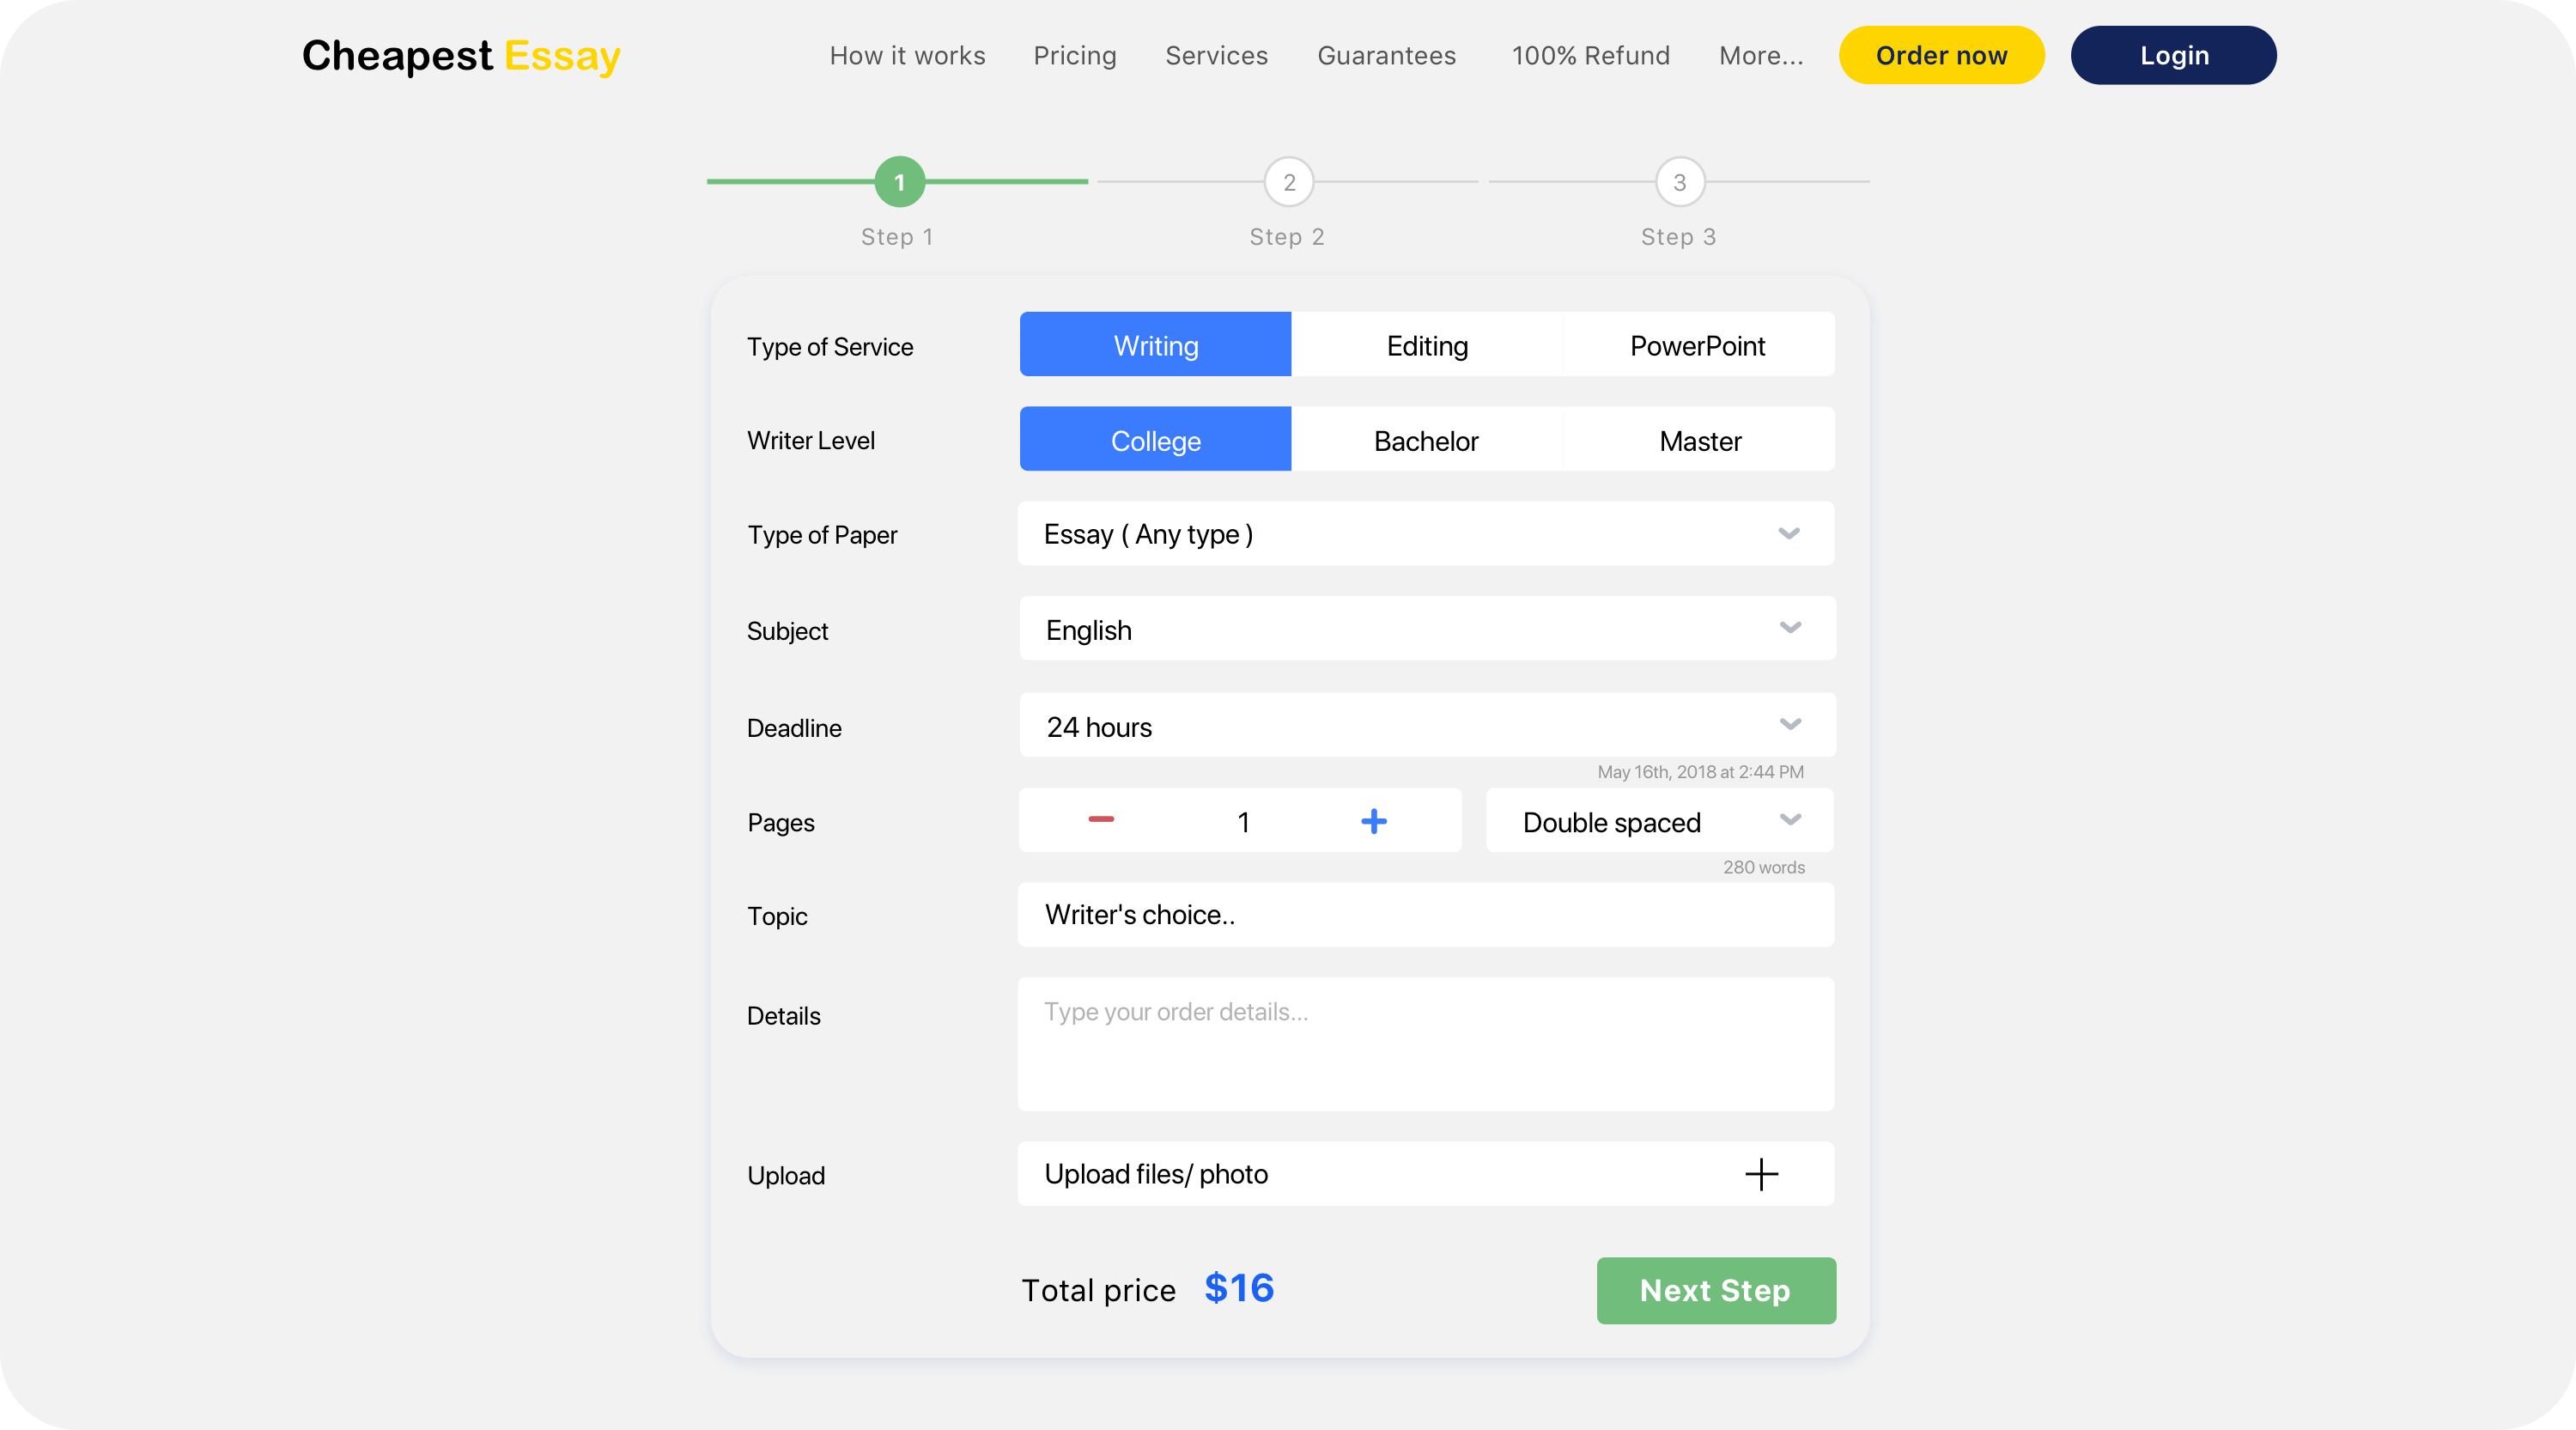 Cheapest Essay How it works Pricing Services Guarantees 100% Refund More... Order now Login
1 2 3
Step 1 Step 2 Step 3
Type of Service Writing Editing PowerPoint
Writer Level College Bachelor Master
Type of Paper Essay ( Any type )
Subject English
Deadline 24 hours
May 16th, 2018 at 2:44 PM
Pages 1 Double spaced
280 words
Topic Writer's choice..
Details Type your order details...
Upload Upload files/ photo
Total price $16 Next Step